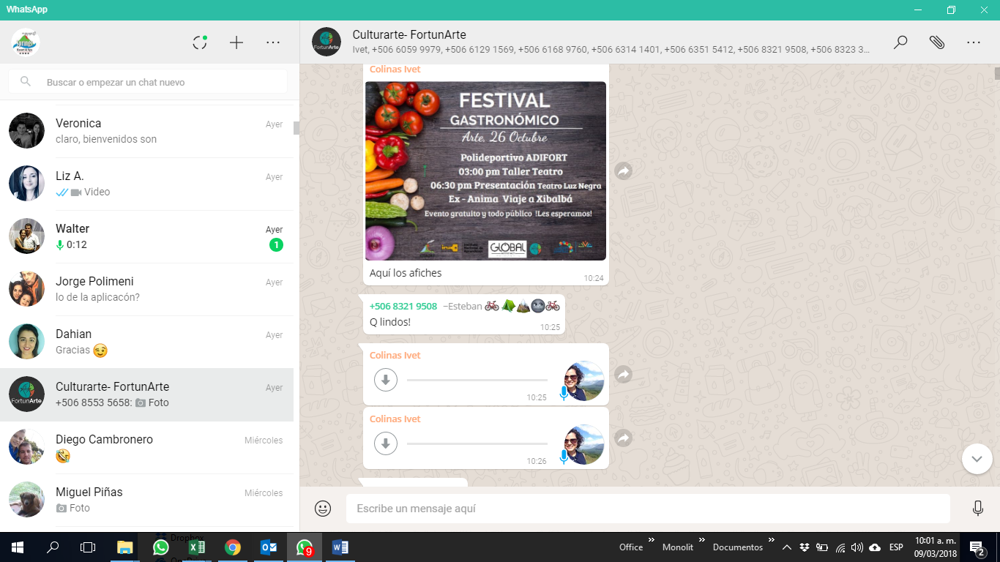 WhatsApp
Buscar o empezar un chat nuevo
Veronica
Ayer
claro, bienvenidos son
Liz A.
Ayer
Video
Walter
Ayer
0:12
1
Jorge Polimeni
Ayer
lo de la aplicacón?
Dahian
Ayer
Gracias 😉
Culturarte- FortunArte
Ayer
+506 8553 5658: Foto
FortunArte
Diego Cambronero
Miércoles
Miguel Piñas
Miércoles
Foto
FortunArte
Culturarte- FortunArte
Ivet, +506 6059 9979, +506 6129 1569, +506 6168 9760, +506 6314 1401, +506 6351 5412, +506 8321 9508, +506 8323 3...
Colinas Ivet
FESTIVAL
GASTRONÓMICO
Arte, 26 Octubre
Polideportivo ADIFORT
03:00 pm Taller Teatro
06:30 pm Presentación Teatro Luz Negra
Ex - Anima Viaje a Xibalbá
Evento gratuito y todo público !Les esperamos!
GLOBAL
Aquí los afiches
10:24
+506 8321 9508 ~Esteban
Q lindos!
10:25
Colinas Ivet
10:25
Colinas Ivet
10:26
Escribe un mensaje aquí
Dropbox
9
Office »
Monolit »
Documentos »
ESP
10:01 a. m.
09/03/2018
2